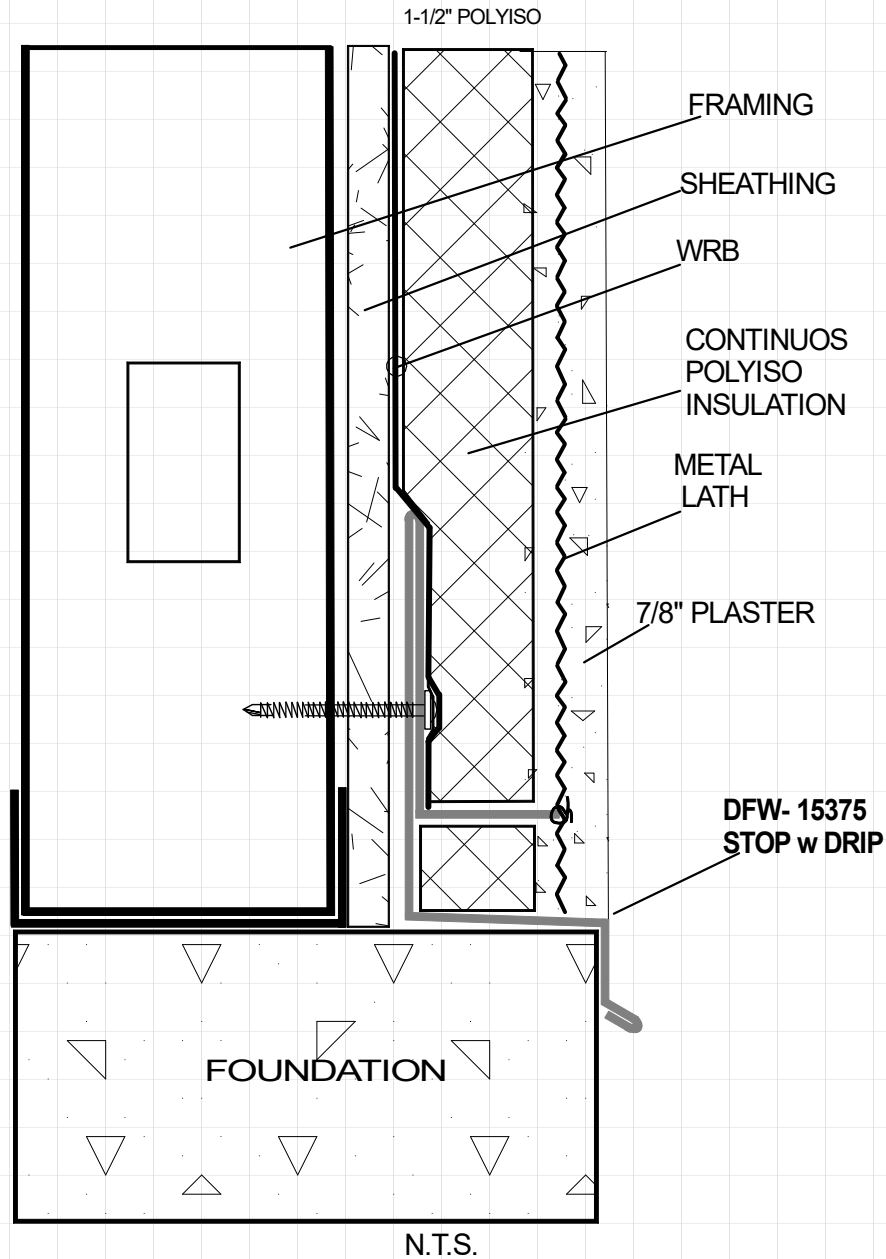 1-1/2" POLYISO
FRAMING
SHEATHING
WRB
CONTINUOS
POLYISO
INSULATION
METAL
LATH
7/8" PLASTER
DFW- 15375
STOP w DRIP
FOUNDATION
N.T.S.